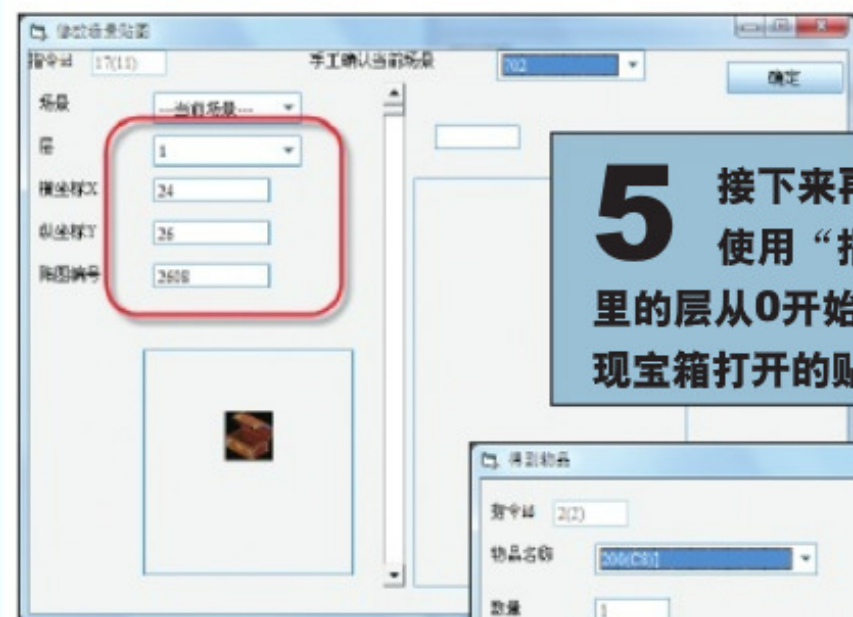 修改场景贴图
指令id 17(11) 手工确认当前场景 702 确定
场景 ---当前场景---
层 1
横坐标X 24
纵坐标Y 26
贴图编号 2608
5 接下来再
使用“指
里的层从0开始
现宝箱打开的贴
得到物品
指令id 2(2)
物品名称
数量 1